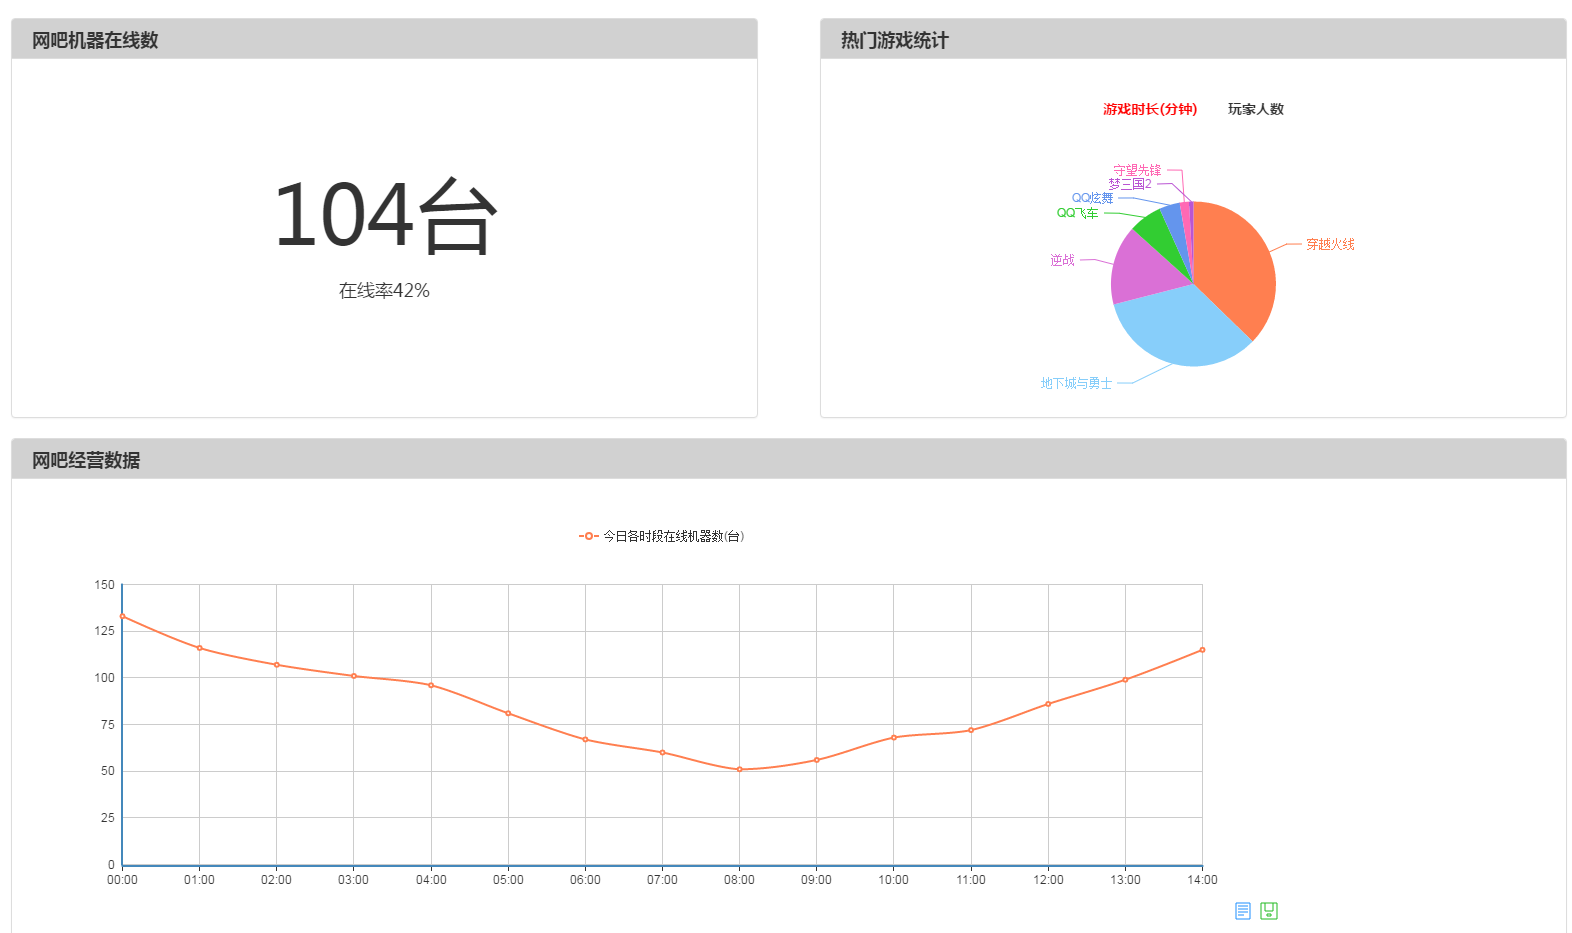 网吧机器在线数
104台
在线率42%
热门游戏统计
游戏时长(分钟) 玩家人数
守望先锋
梦三国2
QQ炫舞
QQ飞车
穿越火线
逆战
地下城与勇士
网吧经营数据
今日各时段在线机器数(台)
150
125
100
75
50
25
0
00:00 01:00 02:00 03:00 04:00 05:00 06:00 07:00 08:00 09:00 10:00 11:00 12:00 13:00 14:00